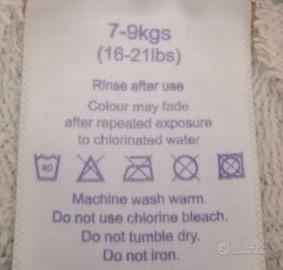 7-9kgs
(16-21lbs)
Rinse after use
Colour may fade
after repeated exposure
to chlorinated water
40
Machine wash warm.
Do not use chlorine bleach.
Do not tumble dry.
Do not iron.
subito